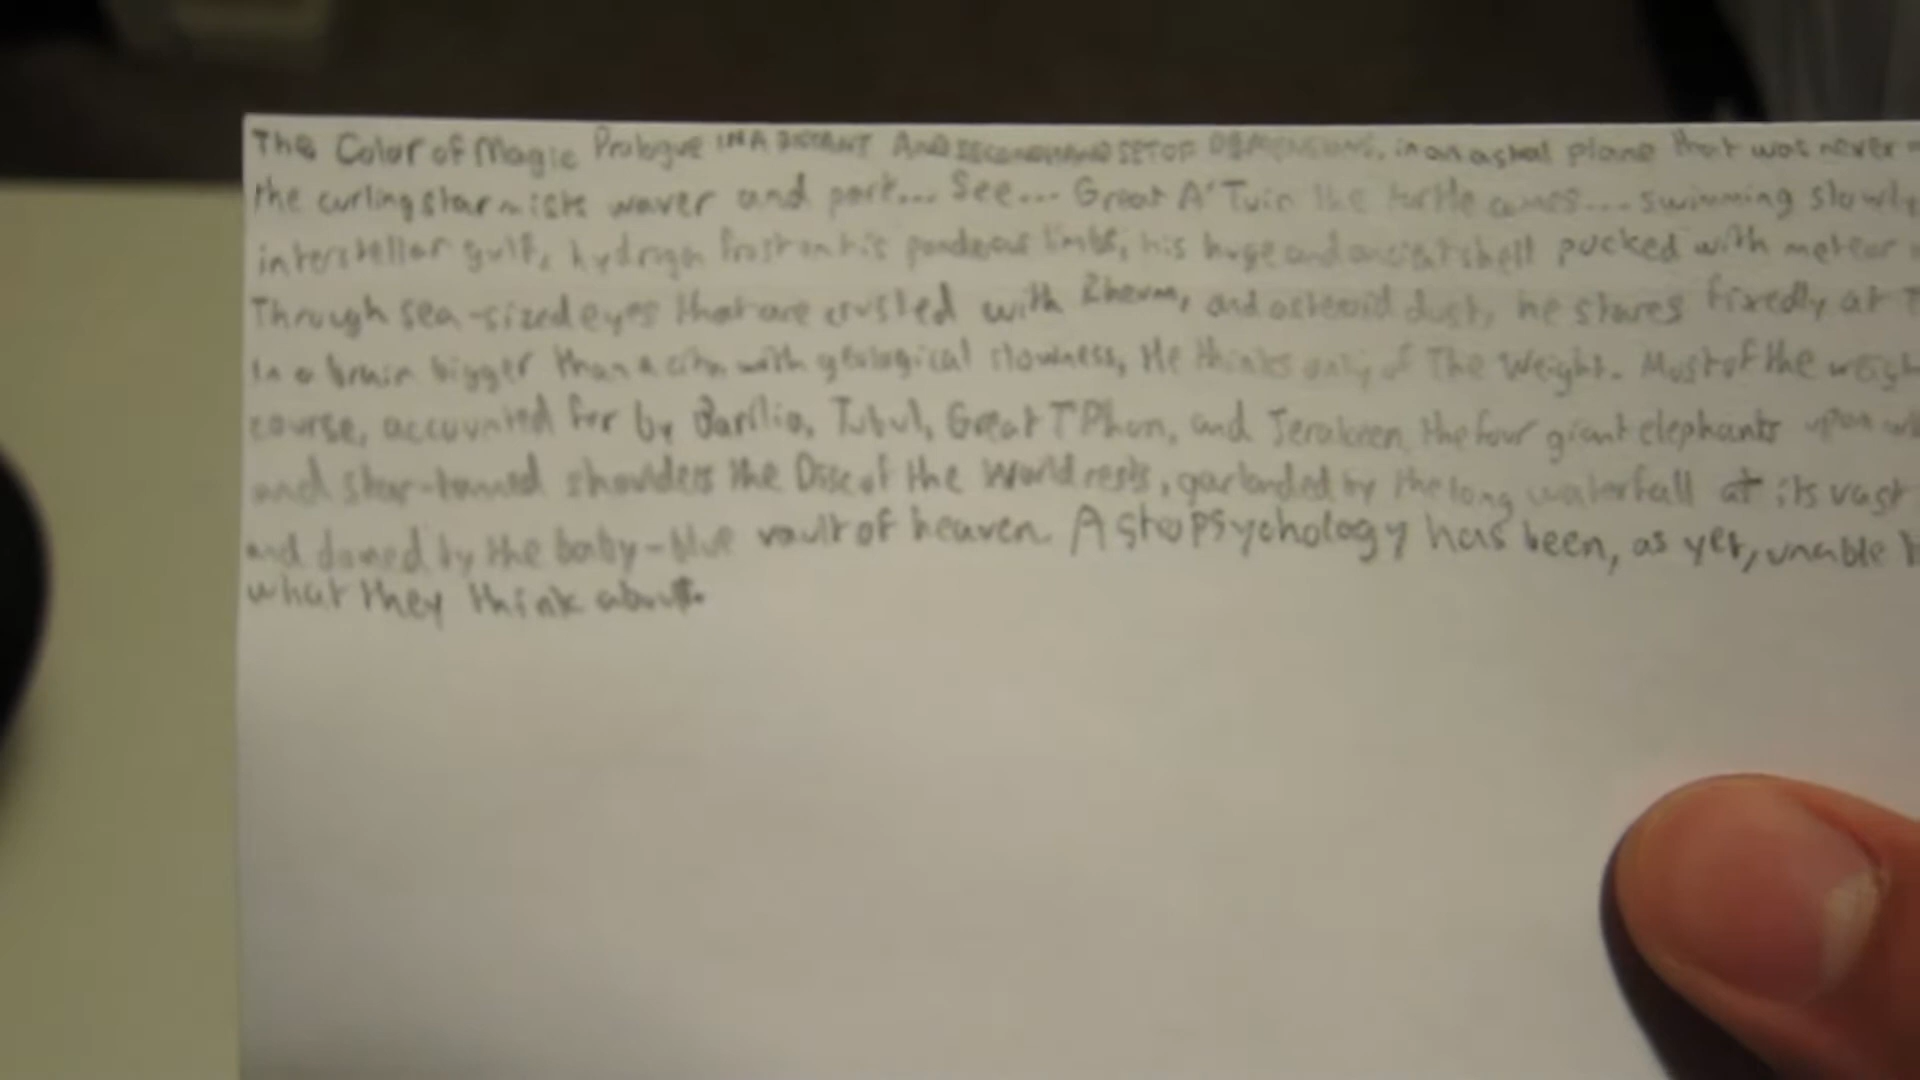 The Color of Magic Prologue IN A DISTANT AND SECONDHAND SET OF DIMENSIONS, in an astral plane that was never
the curling star mists waver and part... See... Great A'Tuin the turtle comes... swimming slowly
interstellar gulf, hydrogen frost on his ponderous limbs, his huge and ancient shell pocked with meteor
Through sea-sized eyes that are crusted with Rheum, and asteroid dust, he stares fixedly at
In a brain bigger than a city with geological slowness, He thinks only of The Weight. Most of the weight
course, accounted for by Barilia, Tubul, Great T'Phon, and Jerakeen the four giant elephants upon
and star-tanned shoulders the Disc of the World rests, garlanded by the long waterfall at its vast
and domed by the baby-blue vault of heaven. Astropsychology has been, as yet, unable
what they think about.